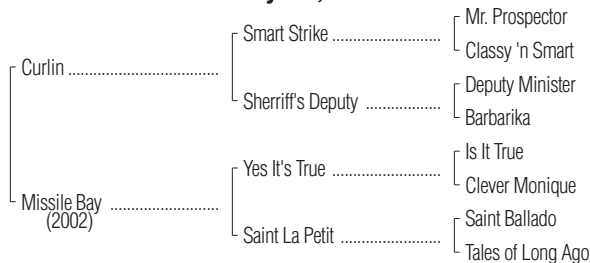 Mr. Prospector
Smart Strike ....................
Classy 'n Smart
Curlin ..................................
Deputy Minister
Sherriff's Deputy .................
Barbarika
Is It True
Yes It's True ........................
Clever Monique
Missile Bay ........................
(2002)
Saint Ballado
Saint La Petit ......................
Tales of Long Ago